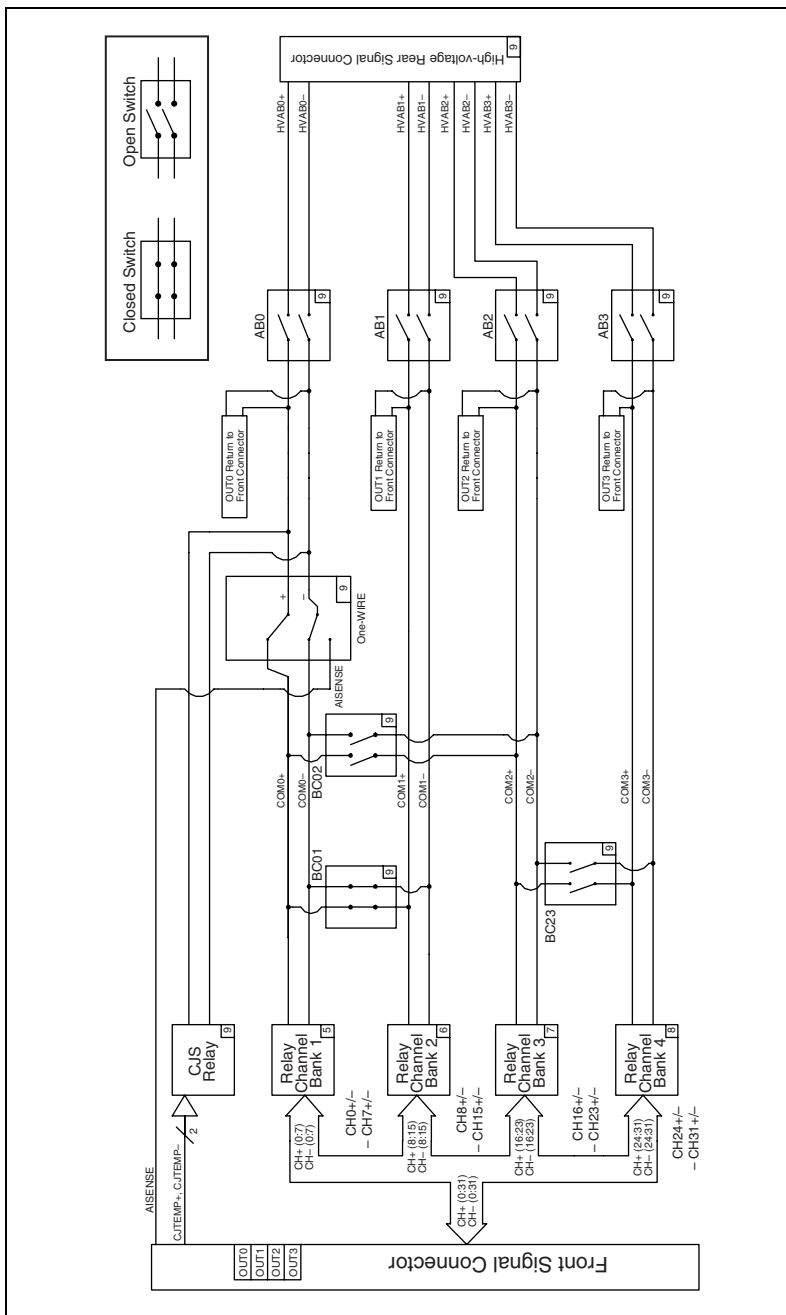 Closed Switch
Open Switch
High-voltage Rear Signal Connector
9
HVAB0+
HVAB0–
HVAB1+
HVAB1–
HVAB2+
HVAB2–
HVAB3+
HVAB3–
AB0
9
AB1
9
AB2
9
AB3
9
OUT0 Return to
Front Connector
OUT1 Return to
Front Connector
OUT2 Return to
Front Connector
OUT3 Return to
Front Connector
+
–
9
One-WIRE
AISENSE
BC02
9
COM0+
COM0–
COM1+
COM1–
COM2+
COM2–
COM3+
COM3–
BC01
9
BC23
9
CJS
Relay
9
Relay
Channel
Bank 1
5
Relay
Channel
Bank 2
6
Relay
Channel
Bank 3
7
Relay
Channel
Bank 4
8
2
AISENSE
CJTEMP+, CJTEMP–
CH+ (0:7)
CH– (0:7)
CH0+/–
– CH7+/–
CH+ (8:15)
CH– (8:15)
CH8+/–
– CH15+/–
CH+ (16:23)
CH– (16:23)
CH16+/–
– CH23+/–
CH+ (24:31)
CH– (24:31)
CH24+/–
– CH31+/–
CH+ (0:31)
CH– (0:31)
OUT0
OUT1
OUT2
OUT3
Front Signal Connector